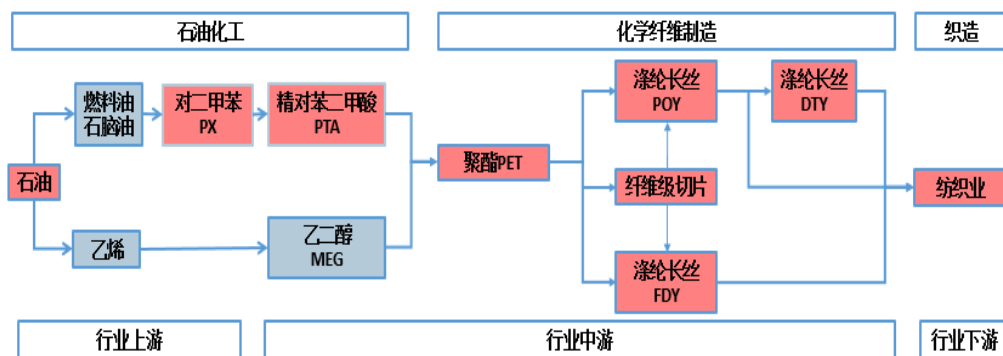 石油化工
化学纤维制造
织造
燃料油
石脑油
对二甲苯
PX
精对苯二甲酸
PTA
涤纶长丝
POY
涤纶长丝
DTY
石油
聚酯PET
纤维级切片
纺织业
乙烯
乙二醇
MEG
涤纶长丝
FDY
行业上游
行业中游
行业下游